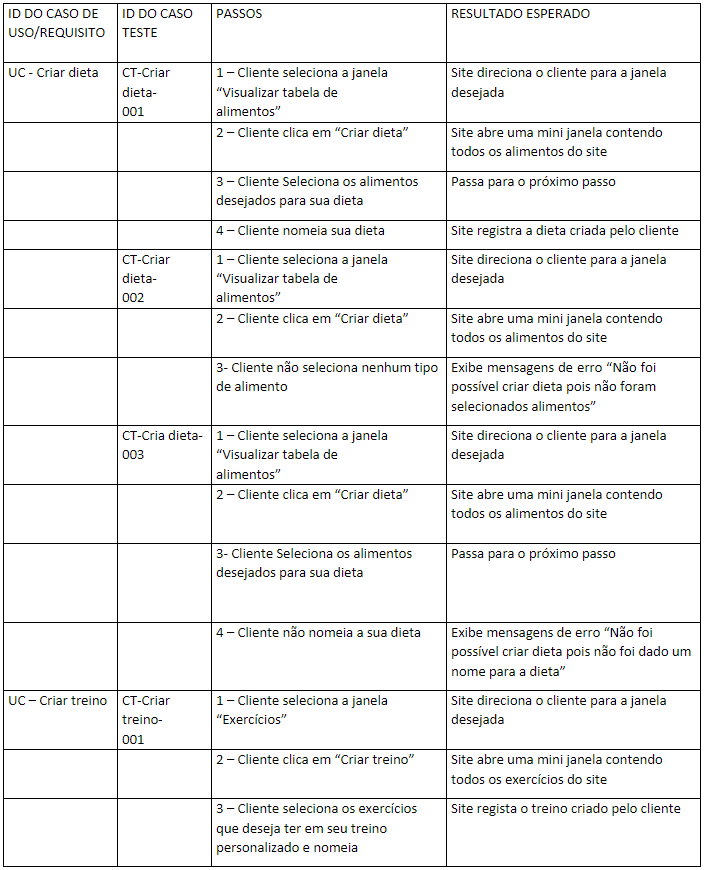 ID DO CASO DE
USO/REQUISITO
ID DO CASO
TESTE
PASSOS
RESULTADO ESPERADO
UC - Criar dieta
CT-Criar
dieta-
001
1 – Cliente seleciona a janela
“Visualizar tabela de
alimentos”
Site direciona o cliente para a janela
desejada
2 – Cliente clica em “Criar dieta”
Site abre uma mini janela contendo
todos os alimentos do site
3 – Cliente Seleciona os alimentos
desejados para sua dieta
Passa para o próximo passo
4 – Cliente nomeia sua dieta
Site registra a dieta criada pelo cliente
CT-Criar
dieta-
002
1 – Cliente seleciona a janela
“Visualizar tabela de
alimentos”
Site direciona o cliente para a janela
desejada
2 – Cliente clica em “Criar dieta”
Site abre uma mini janela contendo
todos os alimentos do site
3- Cliente não seleciona nenhum tipo
de alimento
Exibe mensagens de erro “Não foi
possível criar dieta pois não foram
selecionados alimentos”
CT-Cria dieta-
003
1 – Cliente seleciona a janela
“Visualizar tabela de
alimentos”
Site direciona o cliente para a janela
desejada
2 – Cliente clica em “Criar dieta”
Site abre uma mini janela contendo
todos os alimentos do site
3- Cliente Seleciona os alimentos
desejados para sua dieta
Passa para o próximo passo
4 – Cliente não nomeia a sua dieta
Exibe mensagens de erro “Não foi
possível criar dieta pois não foi dado um
nome para a dieta”
UC – Criar treino
CT-Criar
treino-
001
1 – Cliente seleciona a janela
“Exercícios”
Site direciona o cliente para a janela
desejada
2 – Cliente clica em “Criar treino”
Site abre uma mini janela contendo
todos os exercícios do site
3 – Cliente seleciona os exercícios
que deseja ter em seu treino
personalizado e nomeia
Site regista o treino criado pelo cliente